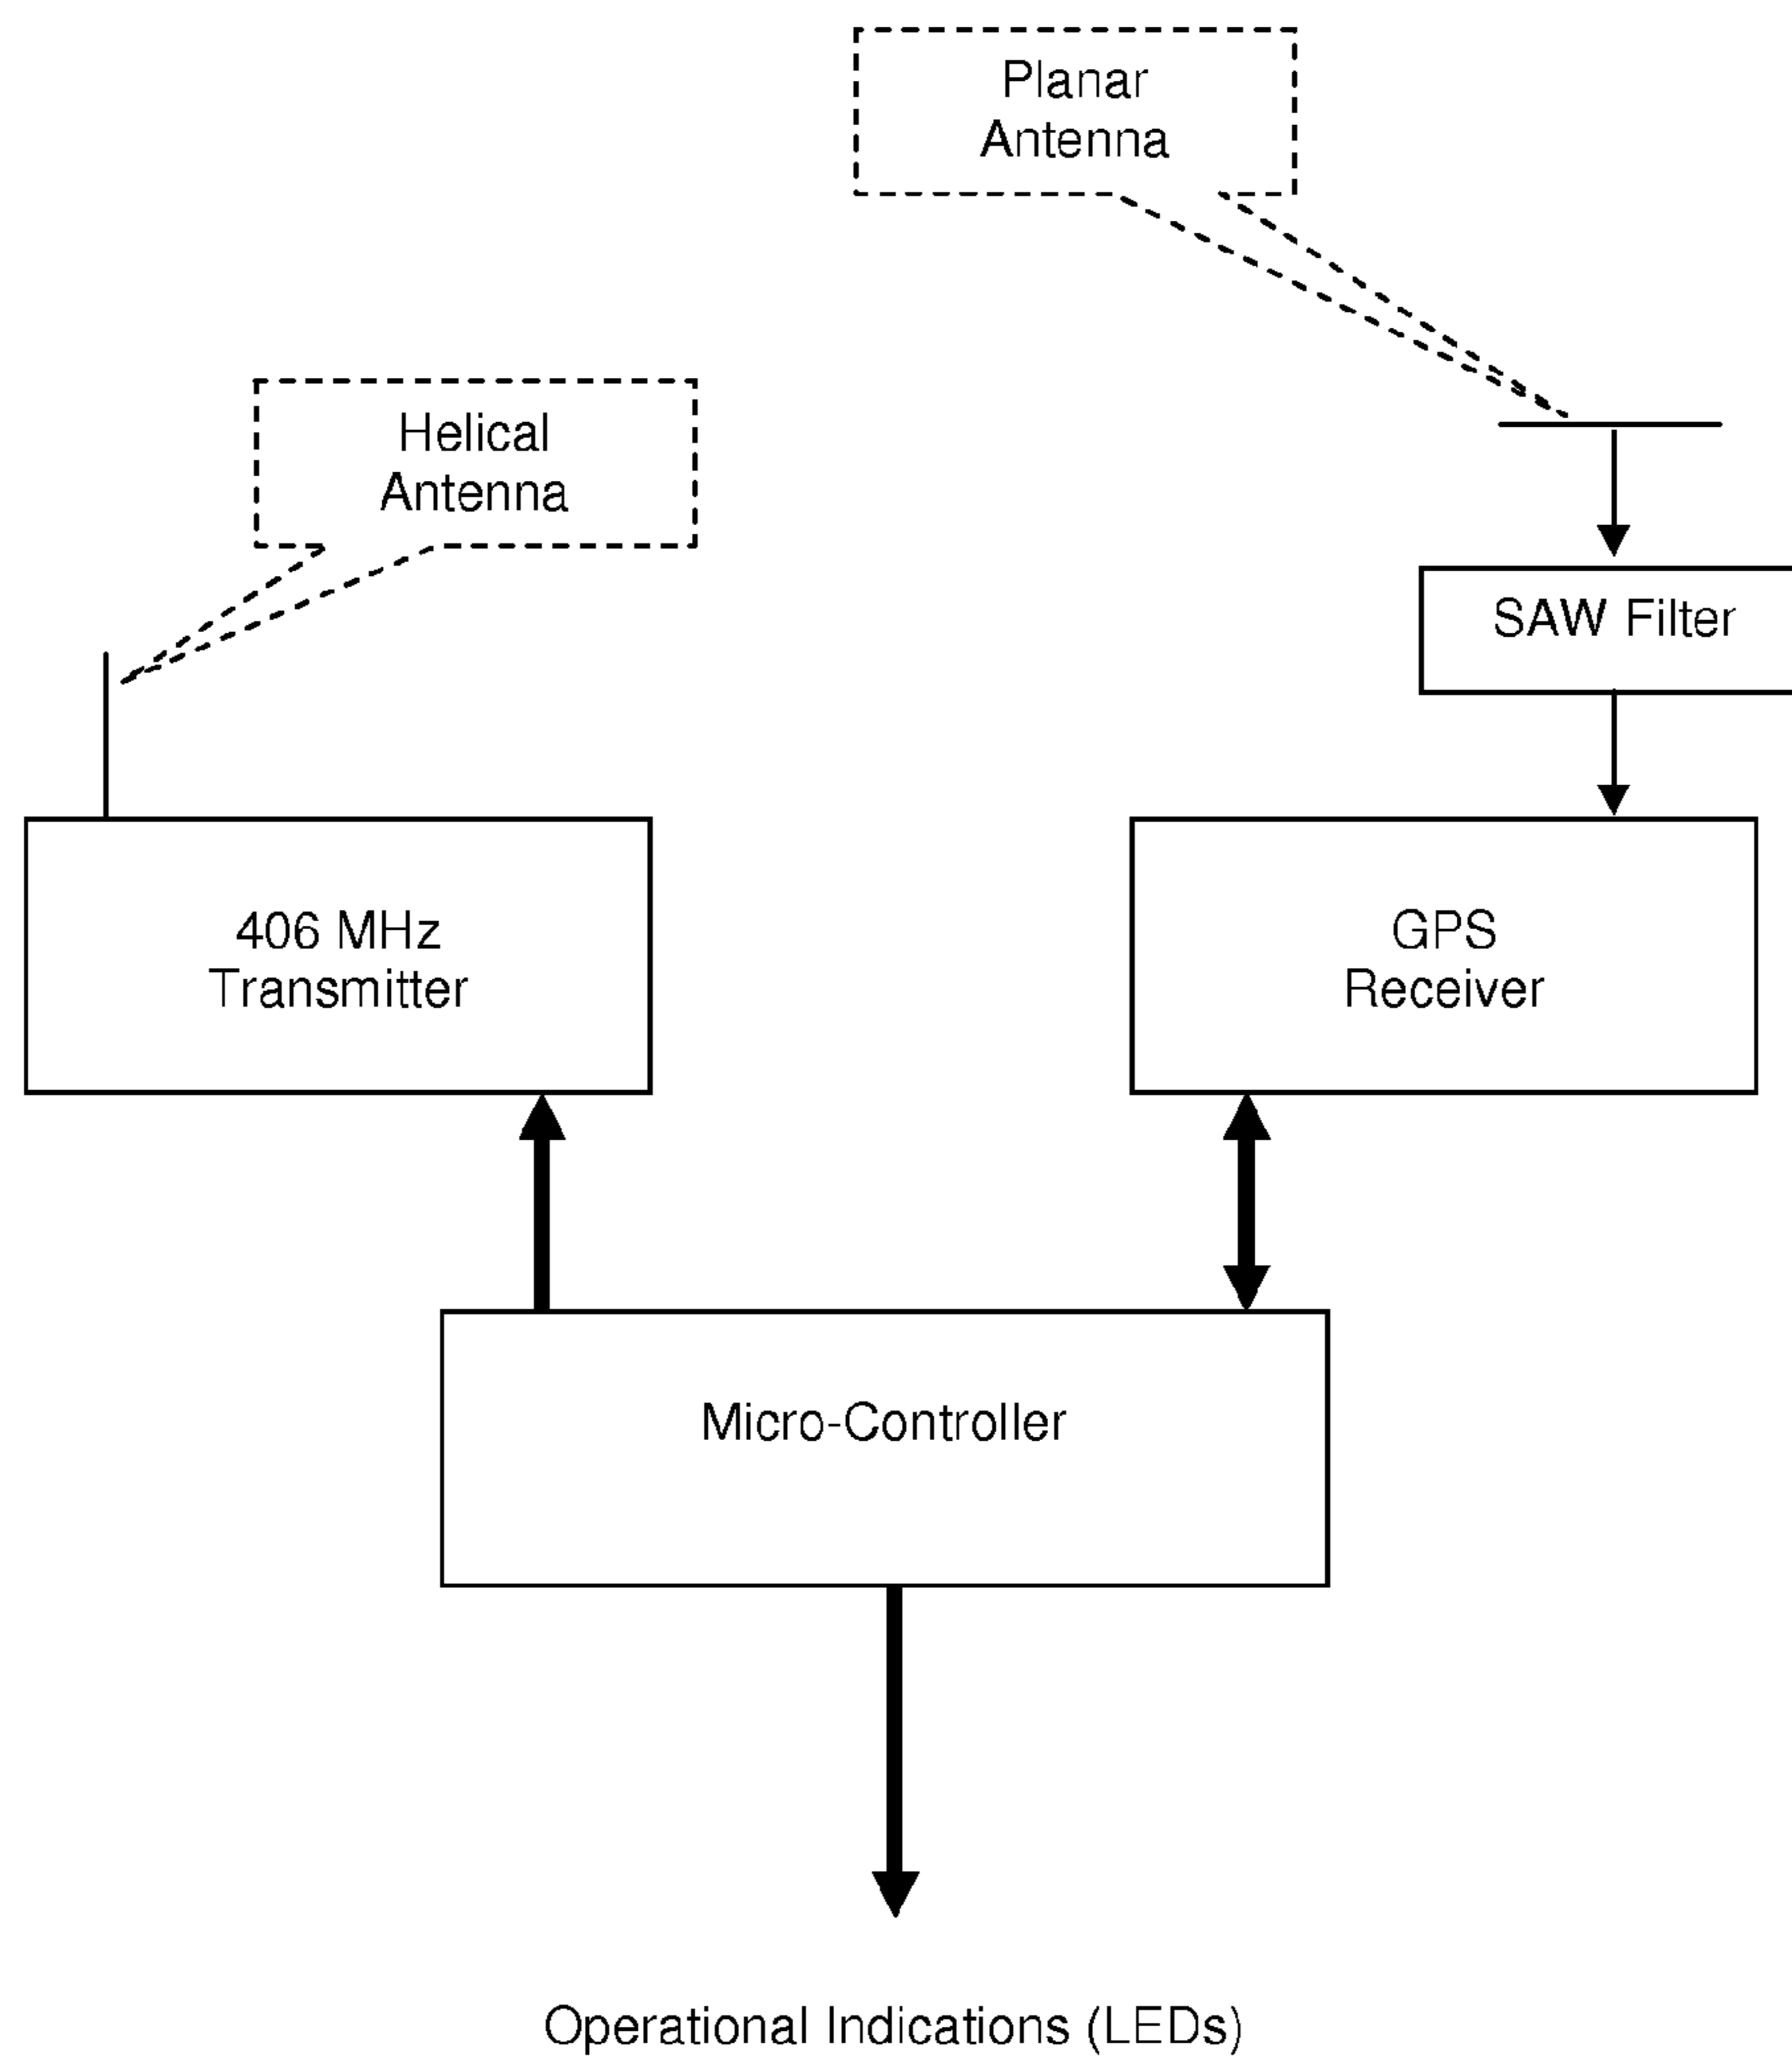 Planar
Antenna
Helical
Antenna
SAW Filter
406 MHz
Transmitter
GPS
Receiver
Micro-Controller
Operational Indications (LEDs)